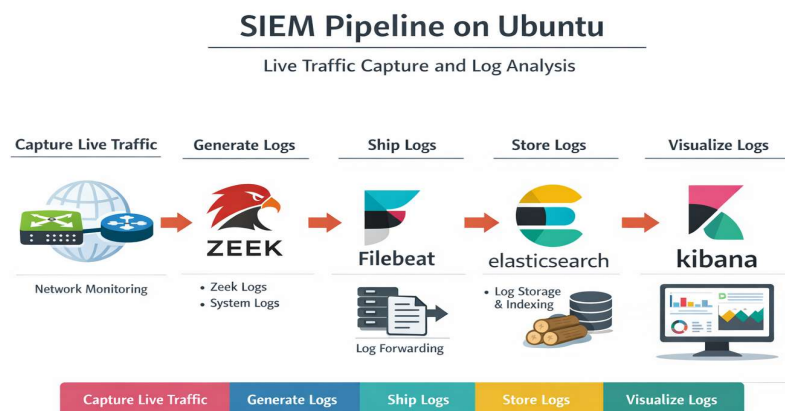 SIEM Pipeline on Ubuntu
Live Traffic Capture and Log Analysis
Capture Live Traffic
Generate Logs
Ship Logs
Store Logs
Visualize Logs
ZEEK
Filebeat
elasticsearch
kibana
Network Monitoring
• Zeek Logs
• System Logs
Log Forwarding
• Log Storage
& Indexing
Capture Live Traffic
Generate Logs
Ship Logs
Store Logs
Visualize Logs